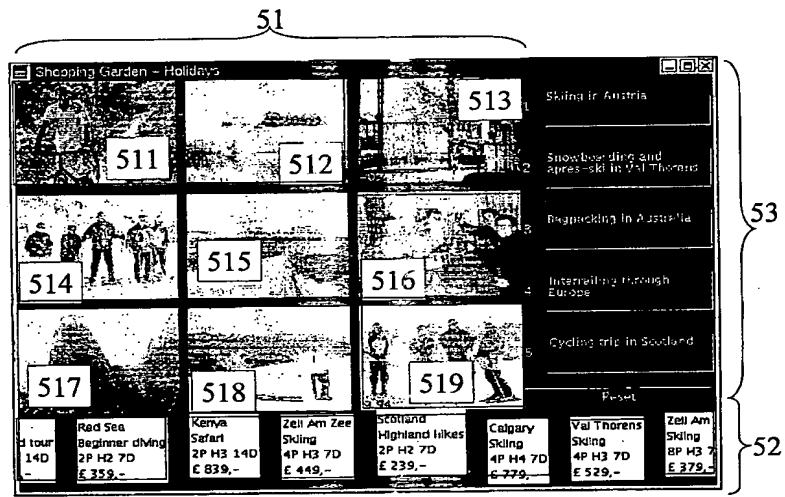 51
Shopping Garden - Holidays
511
512
513
514
515
516
517
518
519
1
Skiing in Austria
2
Snowboarding and
apres-ski in Val Thorens
3
Bagpacking in Australia
4
Interrailing through
Europe
5
Cycling trip in Scotland
Reset
53
d tour
14D
-
Red Sea
Beginner diving
2P H2 7D
£ 359,-
Kenya
Safari
2P H3 14D
£ 839,-
Zell Am Zee
Skiing
4P H3 7D
£ 449,-
Scotland
Highland hikes
2P H2 7D
£ 239,-
Calgary
Skiing
4P H4 7D
£ 779,-
Val Thorens
Skiing
4P H3 7D
£ 529,-
Zell Am
Skiing
8P H3 7
£ 379,-
52